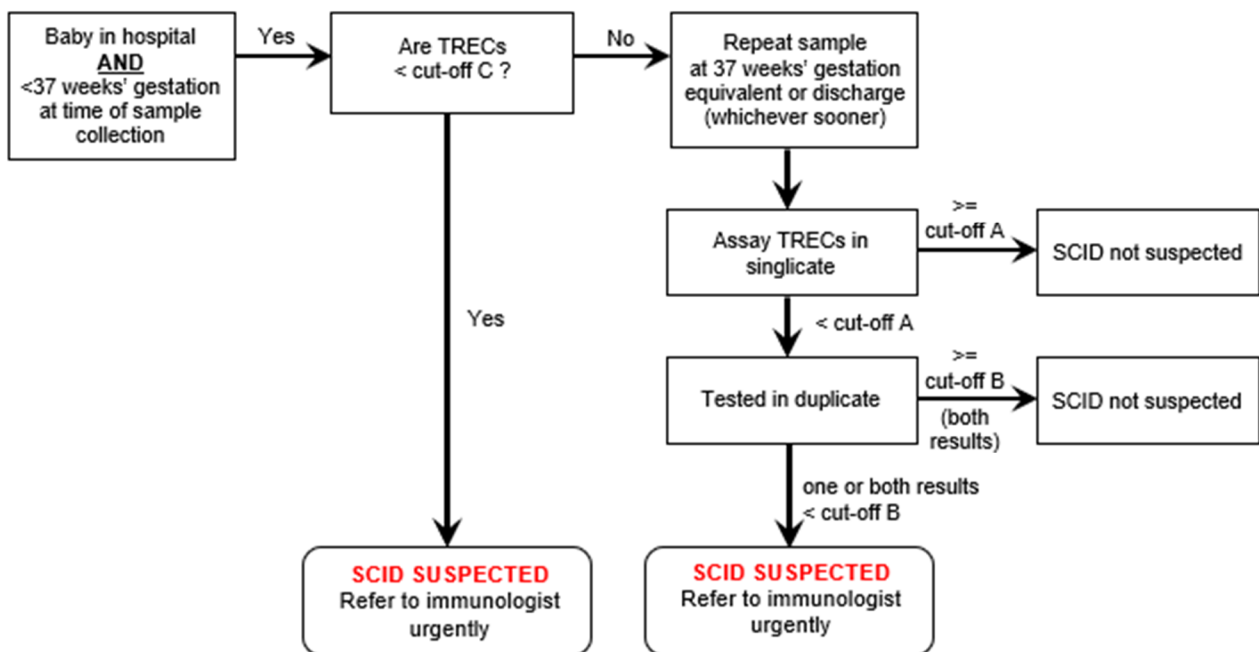 Baby in hospital
AND
<37 weeks' gestation
at time of sample
collection
Yes
Are TRECs
< cut-off C ?
No
Repeat sample
at 37 weeks' gestation
equivalent or discharge
(whichever sooner)
Assay TRECs in
singlicate
>=
cut-off A
SCID not suspected
Yes
< cut-off A
Tested in duplicate
>=
cut-off B
(both
results)
SCID not suspected
one or both results
< cut-off B
SCID SUSPECTED
Refer to immunologist
urgently
SCID SUSPECTED
Refer to immunologist
urgently